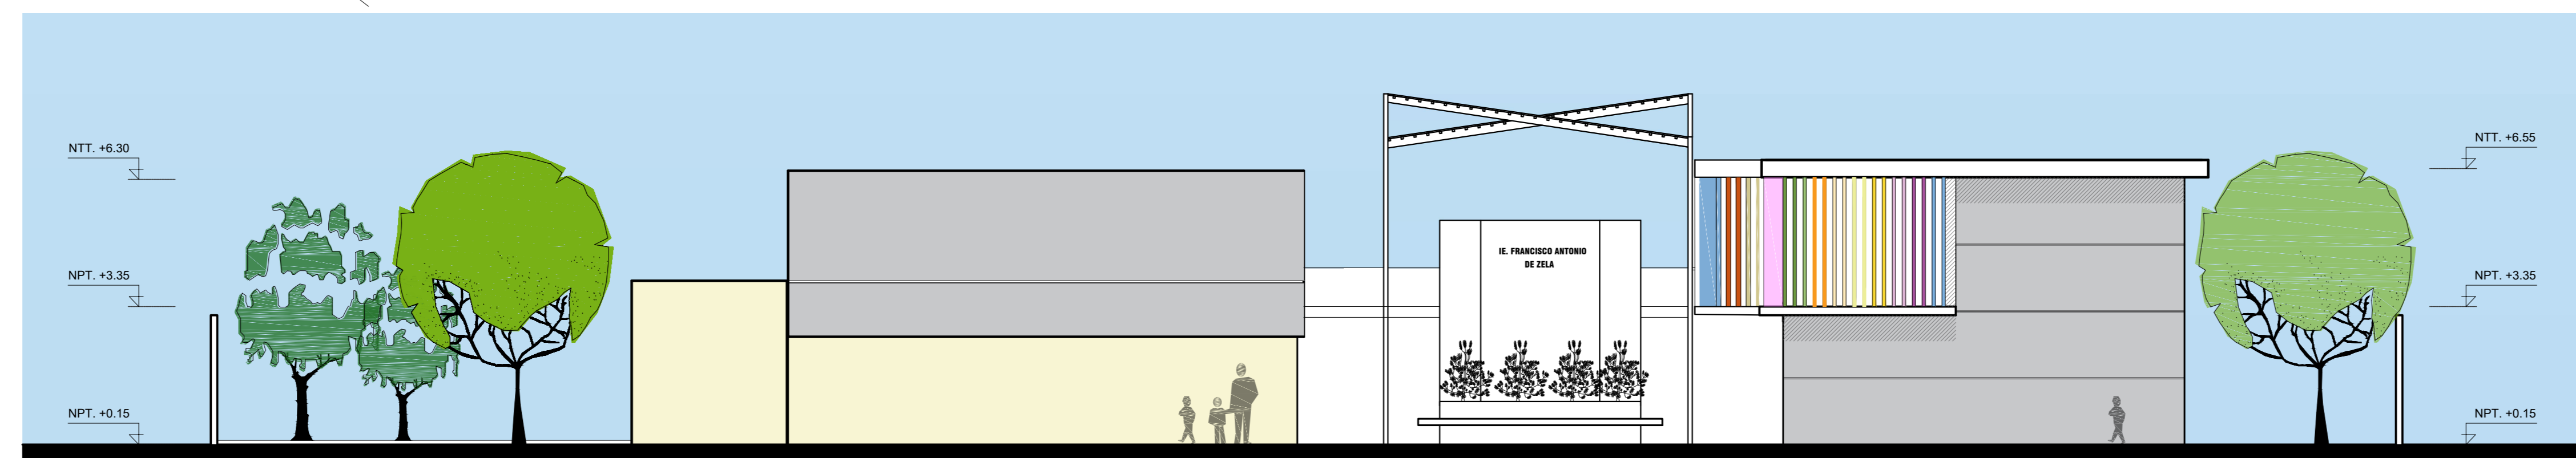 NTT. +6.30
NPT. +3.35
NPT. +0.15
IE. FRANCISCO ANTONIO
DE ZELA
NTT. +6.55
NPT. +3.35
NPT. +0.15